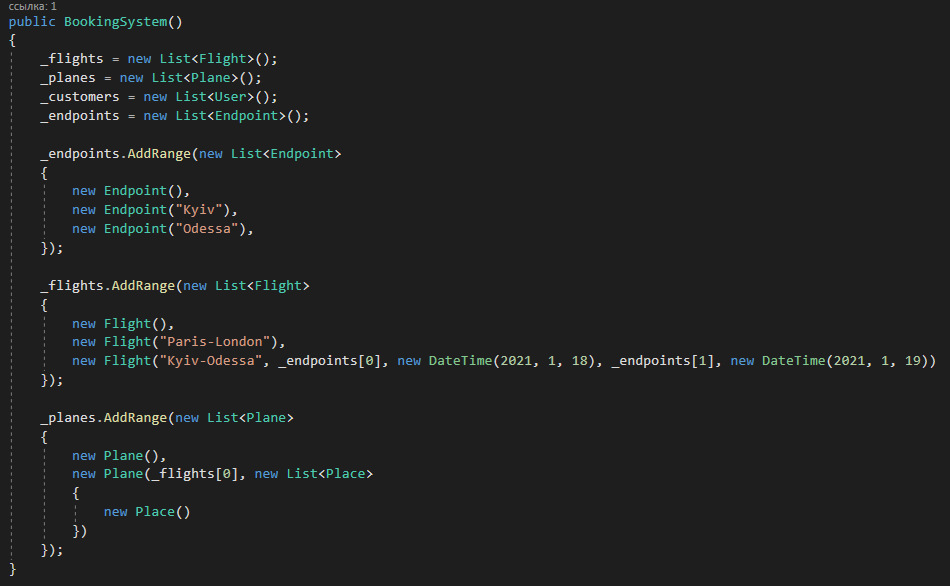 ссылка: 1
public BookingSystem()
{
_flights = new List<Flight>();
_planes = new List<Plane>();
_customers = new List<User>();
_endpoints = new List<Endpoint>();
_endpoints.AddRange(new List<Endpoint>
{
new Endpoint(),
new Endpoint("Kyiv"),
new Endpoint("Odessa"),
});
_flights.AddRange(new List<Flight>
{
new Flight(),
new Flight("Paris-London"),
new Flight("Kyiv-Odessa", _endpoints[0], new DateTime(2021, 1, 18), _endpoints[1], new DateTime(2021, 1, 19))
});
_planes.AddRange(new List<Plane>
{
new Plane(),
new Plane(_flights[0], new List<Place>
{
new Place()
})
});
}